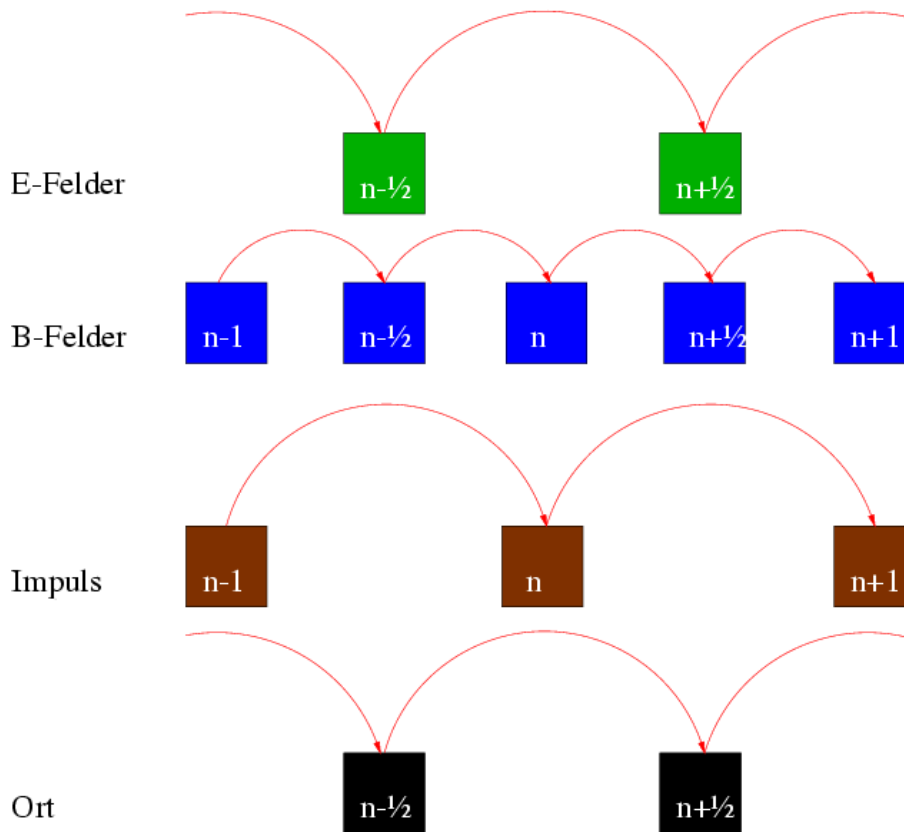 E-Felder n-½ n+½
B-Felder n-1 n-½ n n+½ n+1
Impuls n-1 n n+1
Ort n-½ n+½